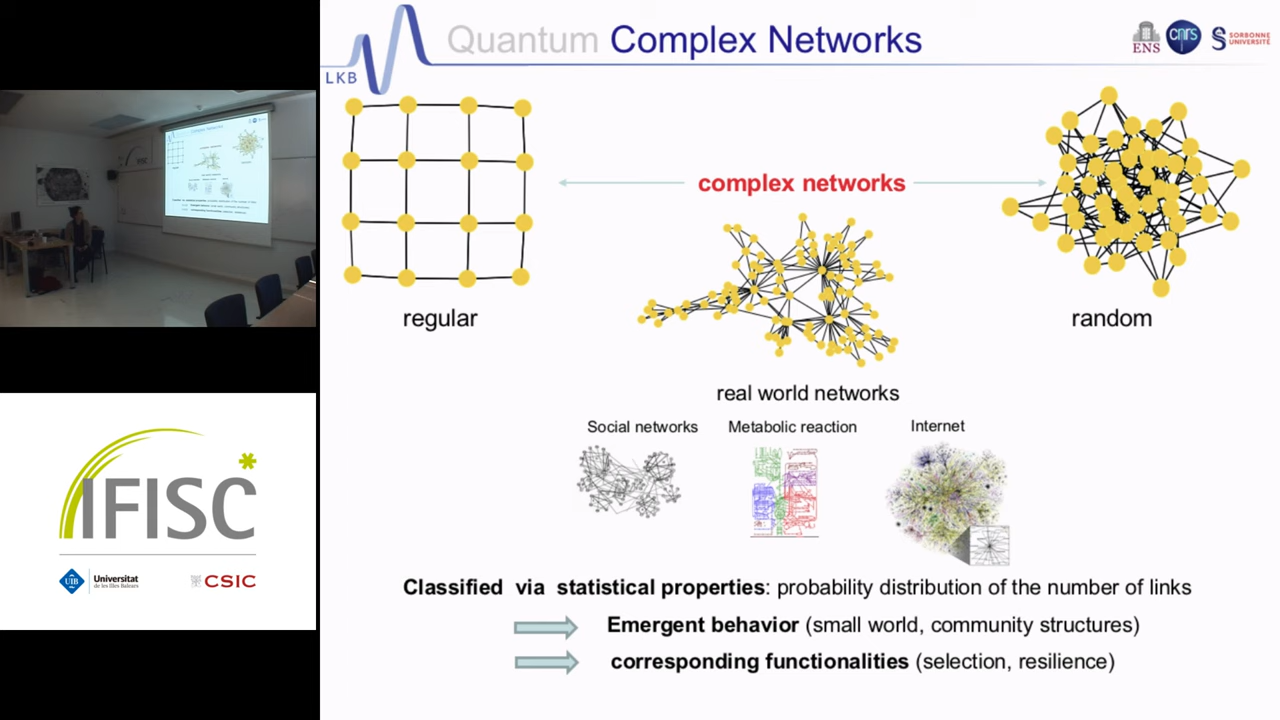 Quantum Complex Networks
LKB
ENS
cnrs
SORBONNE
UNIVERSITÉ
complex networks
regular
random
real world networks
Social networks
Metabolic reaction
Internet
Classified via statistical properties: probability distribution of the number of links
Emergent behavior (small world, community structures)
corresponding functionalities (selection, resilience)
IFISC
UIB
Universitat
de les Illes Balears
CSIC